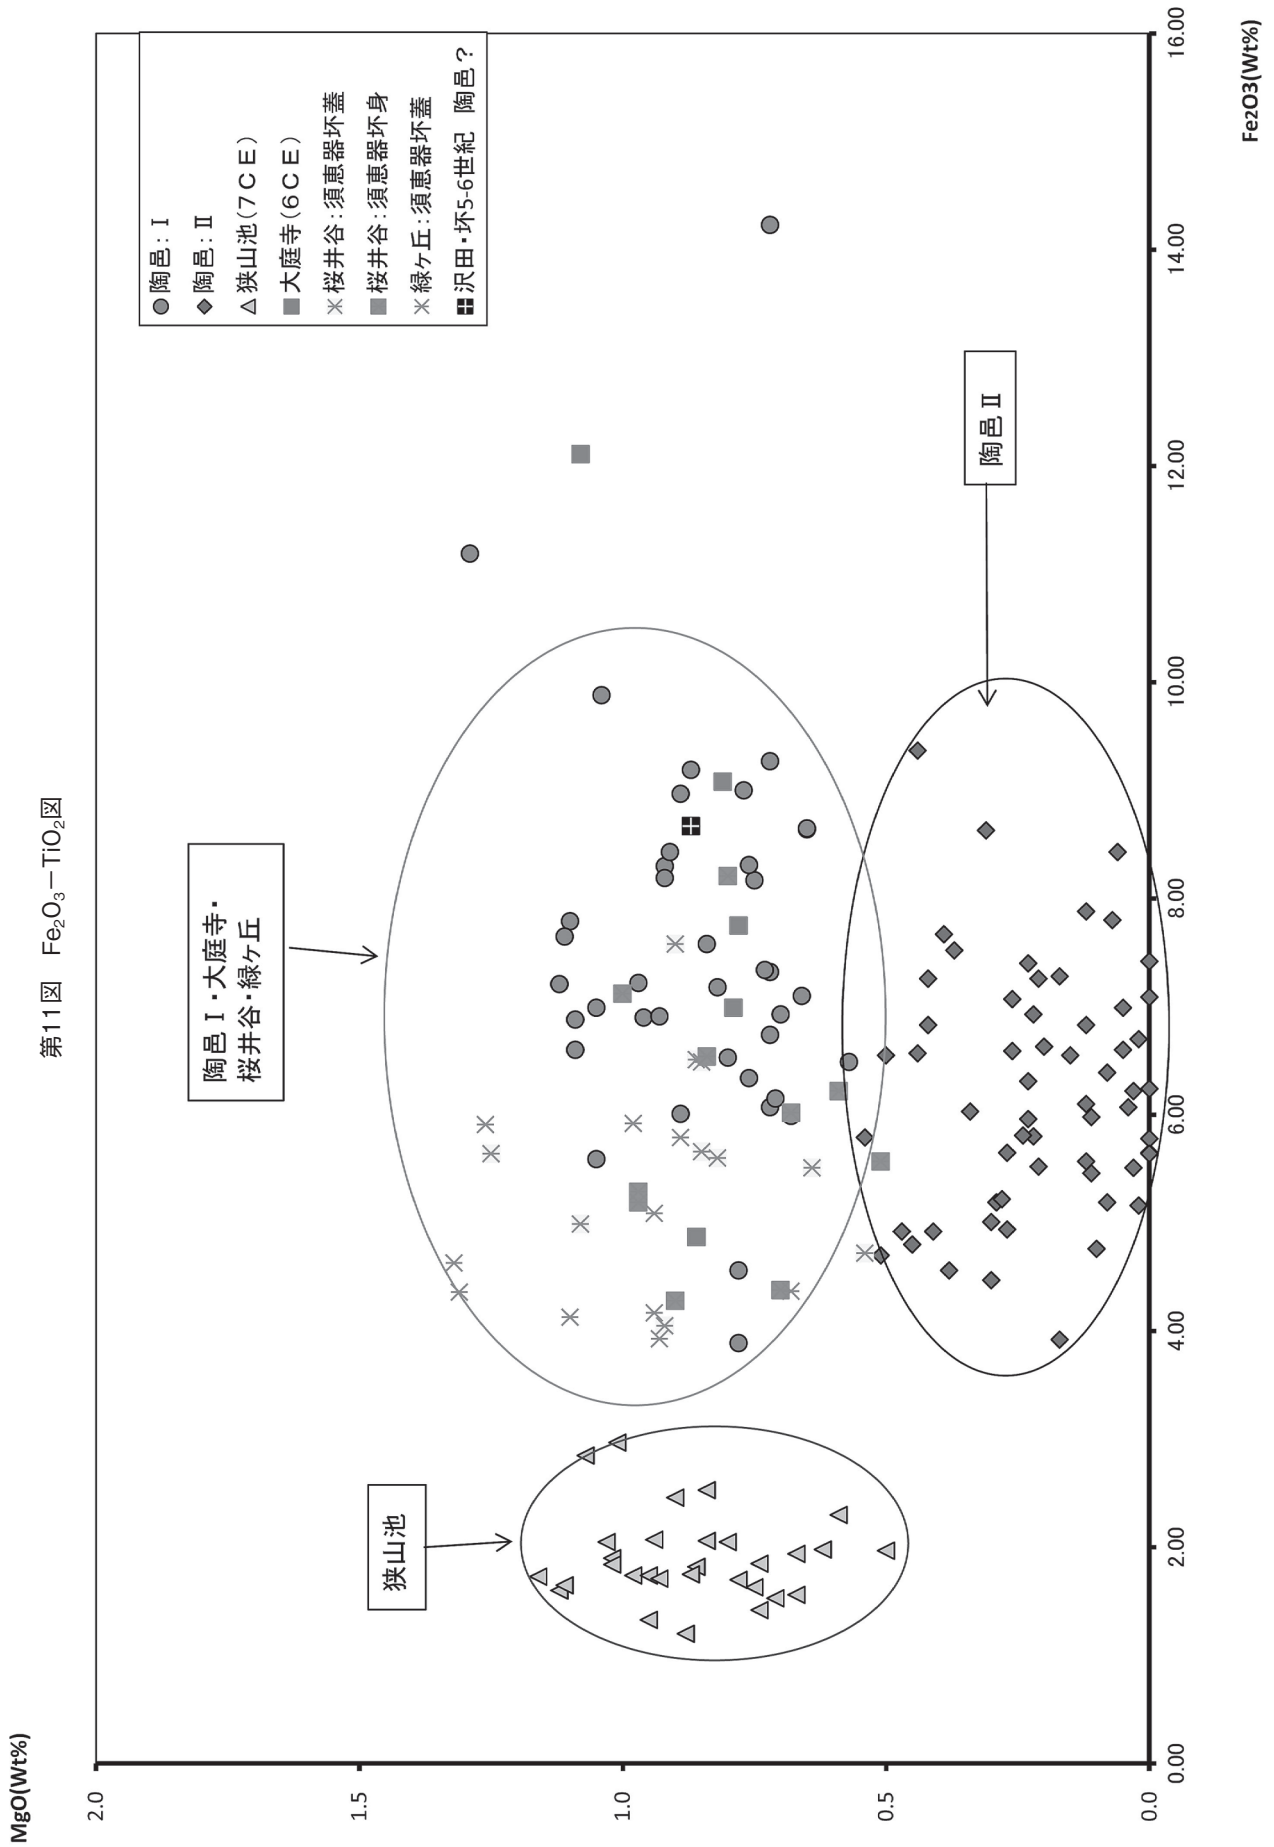 第11図 Fe₂O₃－TiO₂図
MgO(Wt%)
2.0
1.5
1.0
0.5
0.0
0.00
2.00
4.00
6.00
8.00
10.00
12.00
14.00
16.00
Fe₂O3(Wt%)
狭山池
陶邑Ⅰ・大庭寺・
桜井谷・緑ヶ丘
陶邑Ⅱ
陶邑:Ⅰ
陶邑:Ⅱ
狭山池(7CE)
大庭寺(6CE)
桜井谷:須恵器坏蓋
桜井谷:須恵器坏身
緑ヶ丘:須恵器坏蓋
沢田・坏5-6世紀 陶邑？